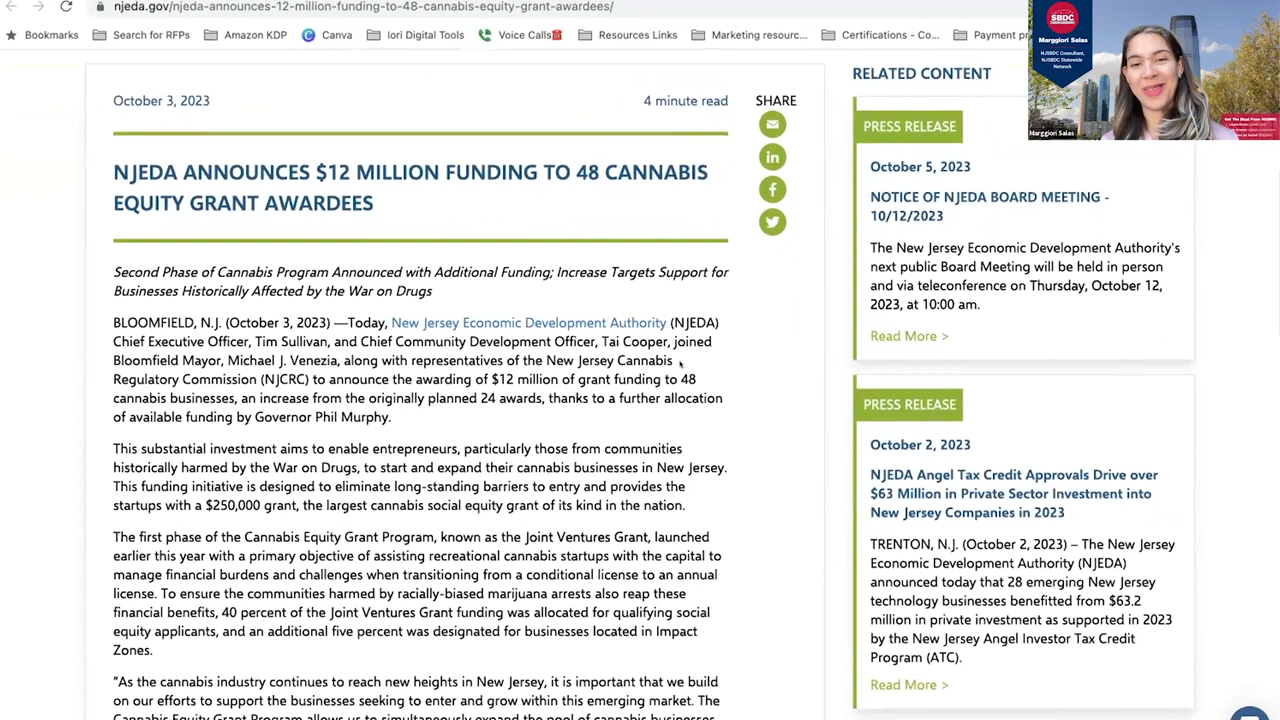 njeda.gov/njeda-announces-12-million-funding-to-48-cannabis-equity-grant-awardees/
Bookmarks
Search for RFPs
Amazon KDP
Canva
lori Digital Tools
Voice Calls
Resources Links
Marketing resourc...
Certifications - Co...
Payment pr
SBDC
Marggiori Salas
NJSBDC Consultant,
NJSBDC Statewide
Network
Marggiori Salas
October 3, 2023
4 minute read
SHARE
NJEDA ANNOUNCES $12 MILLION FUNDING TO 48 CANNABIS
EQUITY GRANT AWARDEES
Second Phase of Cannabis Program Announced with Additional Funding; Increase Targets Support for
Businesses Historically Affected by the War on Drugs
BLOOMFIELD, N.J. (October 3, 2023) —Today, New Jersey Economic Development Authority (NJEDA)
Chief Executive Officer, Tim Sullivan, and Chief Community Development Officer, Tai Cooper, joined
Bloomfield Mayor, Michael J. Venezia, along with representatives of the New Jersey Cannabis
Regulatory Commission (NJCRC) to announce the awarding of $12 million of grant funding to 48
cannabis businesses, an increase from the originally planned 24 awards, thanks to a further allocation
of available funding by Governor Phil Murphy.
This substantial investment aims to enable entrepreneurs, particularly those from communities
historically harmed by the War on Drugs, to start and expand their cannabis businesses in New Jersey.
This funding initiative is designed to eliminate long-standing barriers to entry and provides the
startups with a $250,000 grant, the largest cannabis social equity grant of its kind in the nation.
The first phase of the Cannabis Equity Grant Program, known as the Joint Ventures Grant, launched
earlier this year with a primary objective of assisting recreational cannabis startups with the capital to
manage financial burdens and challenges when transitioning from a conditional license to an annual
license. To ensure the communities harmed by racially-biased marijuana arrests also reap these
financial benefits, 40 percent of the Joint Ventures Grant funding was allocated for qualifying social
equity applicants, and an additional five percent was designated for businesses located in Impact
Zones.
"As the cannabis industry continues to reach new heights in New Jersey, it is important that we build
on our efforts to support the businesses seeking to enter and grow within this emerging market. The
Cannabis Equity Grant Program allows us to simultaneously expand the pool of cannabis businesses
RELATED CONTENT
PRESS RELEASE
October 5, 2023
NOTICE OF NJEDA BOARD MEETING -
10/12/2023
The New Jersey Economic Development Authority's
next public Board Meeting will be held in person
and via teleconference on Thursday, October 12,
2023, at 10:00 am.
Read More >
PRESS RELEASE
October 2, 2023
NJEDA Angel Tax Credit Approvals Drive over
$63 Million in Private Sector Investment into
New Jersey Companies in 2023
TRENTON, N.J. (October 2, 2023) – The New Jersey
Economic Development Authority (NJEDA)
announced today that 28 emerging New Jersey
technology businesses benefitted from $63.2
million in private investment as supported in 2023
by the New Jersey Angel Investor Tax Credit
Program (ATC).
Read More >